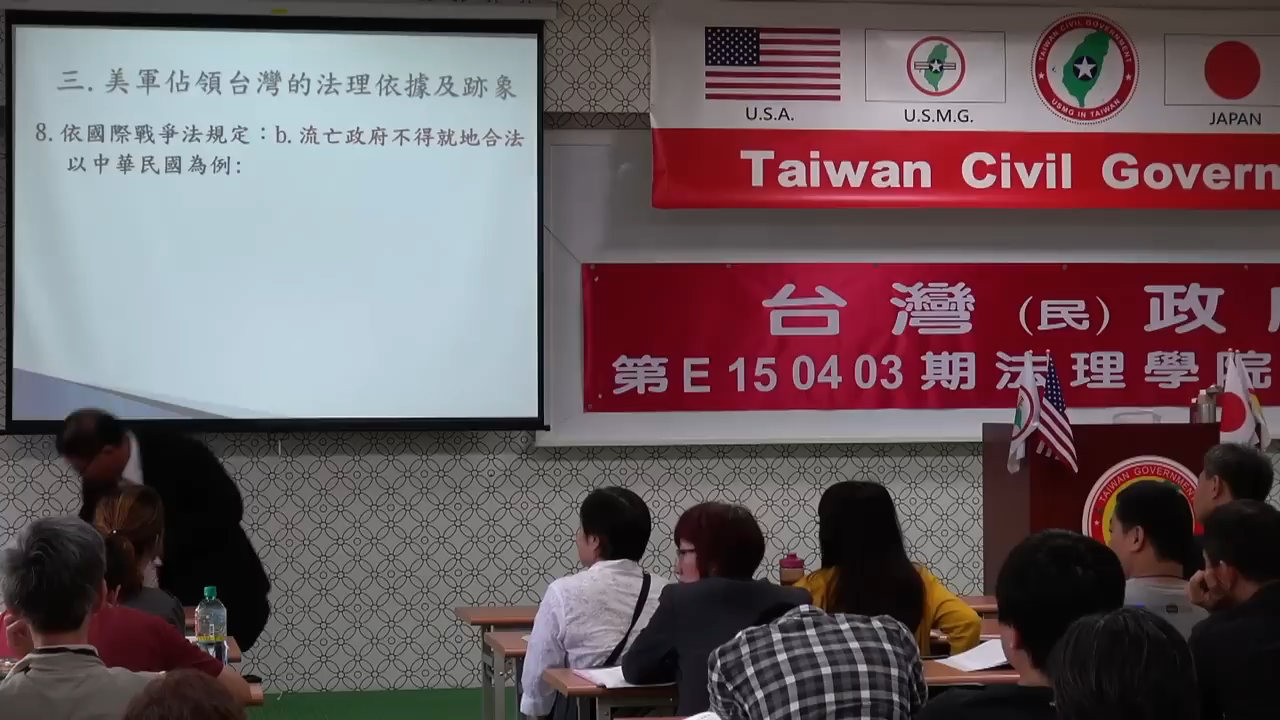 三. 美軍佔領台灣的法理依據及跡象
8. 依國際戰爭法規定：b. 流亡政府不得就地合法
以中華民國為例:
U.S.A.
U.S.M.G.
TAIWAN CIVIL GOVERNMENT
USMG IN TAIWAN
JAPAN
Taiwan Civil Govern
台灣（民）政
第E 15 04 03 期法理學院
TAIWAN GOVERNMENT